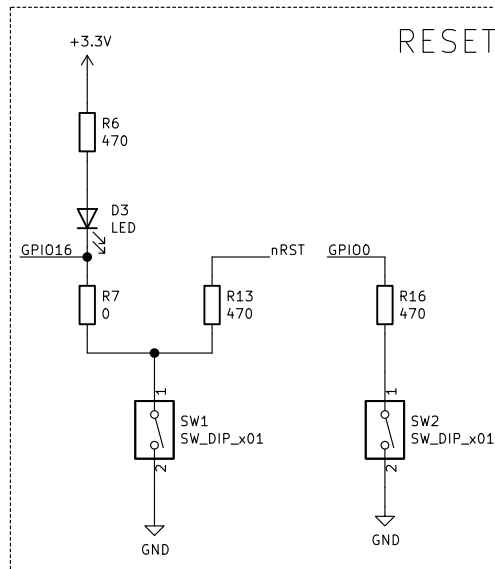 RESET
+3.3V
R6
470
D3
LED
GPIO16
nRST
GPIO0
R7
0
R13
470
R16
470
1
1
SW1
SW_DIP_x01
SW2
SW_DIP_x01
2
2
GND
GND